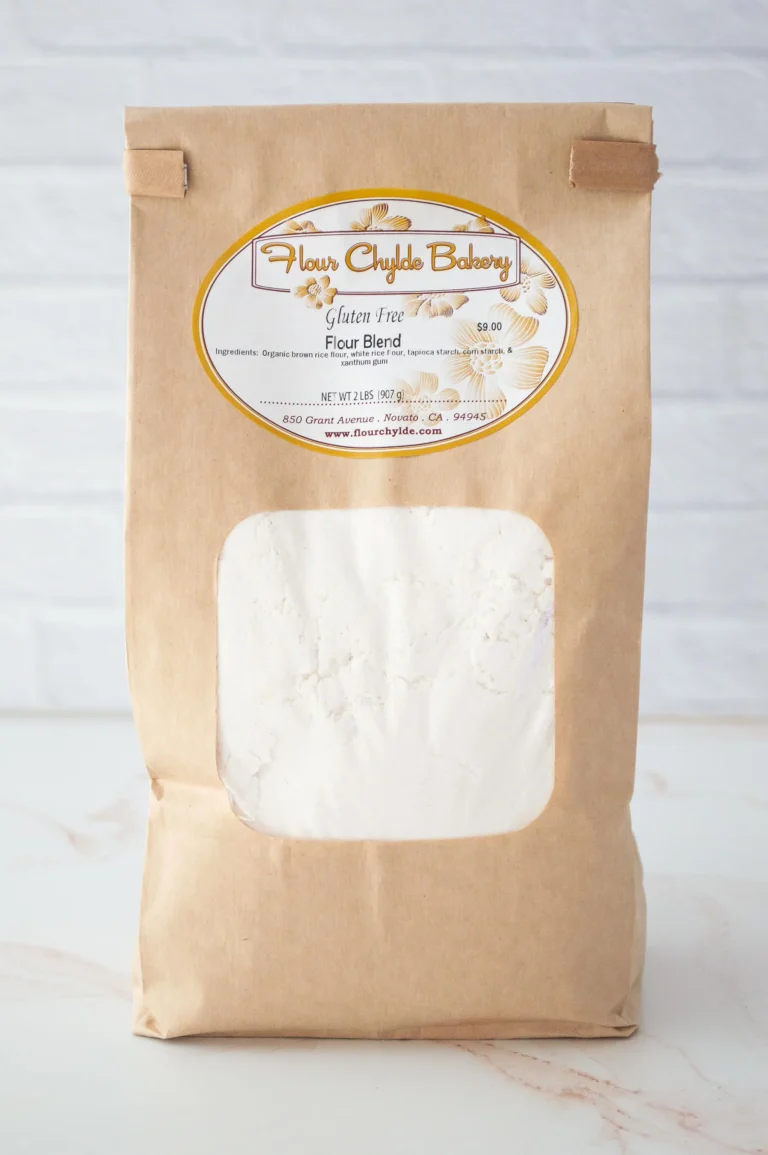 Flour Chylde Bakery
Gluten Free
$9.00
Flour Blend
Ingredients: Organic brown rice flour, white rice flour, tapioca starch, corn starch, &
xanthum gum
NET WT 2 LBS (907 g)
850 Grant Avenue . Novato . CA . 94945
www.flourchylde.com